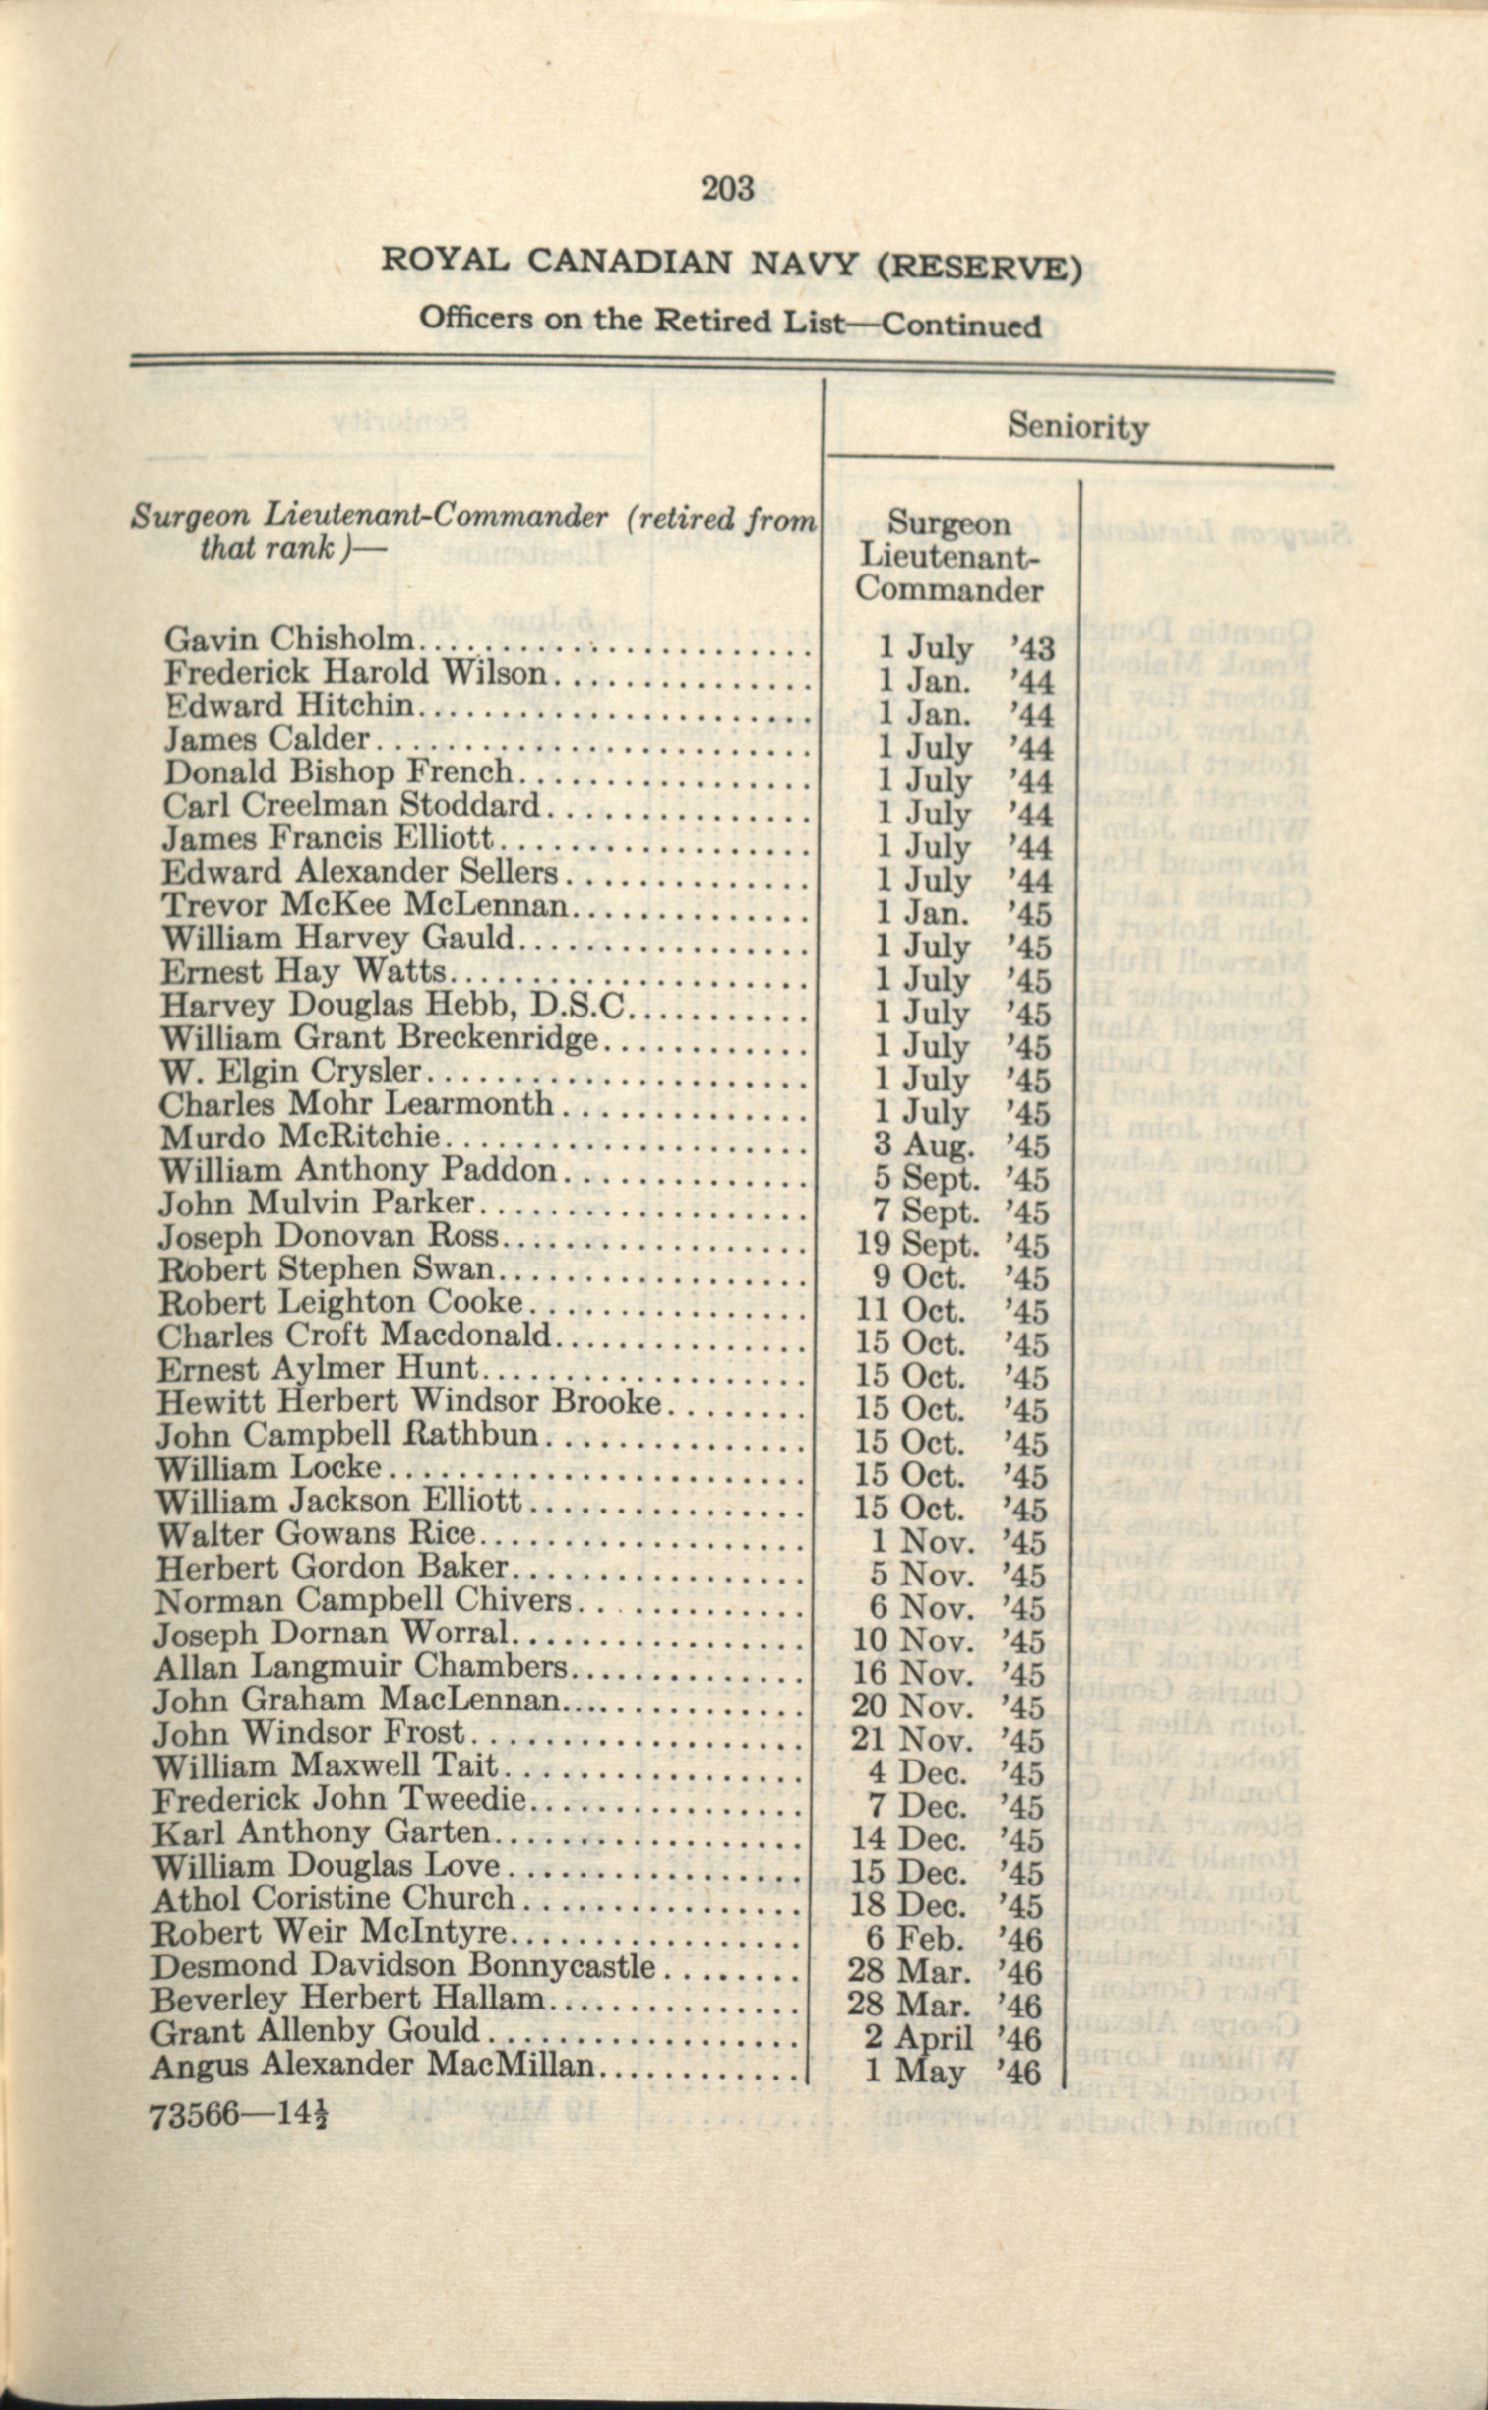 203
ROYAL CANADIAN NAVY (RESERVE)
Officers on the Retired List—Continued
Seniority
Surgeon Lieutenant-Commander (retired from
that rank)—
Surgeon
Lieutenant-
Commander
Gavin Chisholm........................ 1 July '43
Frederick Harold Wilson................ 1 Jan. '44
Edward Hitchin........................ 1 Jan. '44
James Calder.......................... 1 July '44
Donald Bishop French.................. 1 July '44
Carl Creelman Stoddard................ 1 July '44
James Francis Elliott................... 1 July '44
Edward Alexander Sellers............... 1 July '44
Trevor McKee McLennan............... 1 Jan. '45
William Harvey Gauld.................. 1 July '45
Ernest Hay Watts...................... 1 July '45
Harvey Douglas Hebb, D.S.C............ 1 July '45
William Grant Breckenridge............. 1 July '45
W. Elgin Crysler....................... 1 July '45
Charles Mohr Learmonth............... 1 July '45
Murdo McRitchie...................... 3 Aug. '45
William Anthony Paddon............... 5 Sept. '45
John Mulvin Parker.................... 7 Sept. '45
Joseph Donovan Ross................... 19 Sept. '45
Robert Stephen Swan................... 9 Oct. '45
Robert Leighton Cooke................. 11 Oct. '45
Charles Croft Macdonald................ 15 Oct. '45
Ernest Aylmer Hunt.................... 15 Oct. '45
Hewitt Herbert Windsor Brooke......... 15 Oct. '45
John Campbell Rathbun................ 15 Oct. '45
William Locke......................... 15 Oct. '45
William Jackson Elliott................. 15 Oct. '45
Walter Gowans Rice.................... 1 Nov. '45
Herbert Gordon Baker.................. 5 Nov. '45
Norman Campbell Chivers.............. 6 Nov. '45
Joseph Dornan Worral.................. 10 Nov. '45
Allan Langmuir Chambers............... 16 Nov. '45
John Graham MacLennan............... 20 Nov. '45
John Windsor Frost..................... 21 Nov. '45
William Maxwell Tait................... 4 Dec. '45
Frederick John Tweedie................. 7 Dec. '45
Karl Anthony Garten................... 14 Dec. '45
William Douglas Love.................. 15 Dec. '45
Athol Coristine Church................. 18 Dec. '45
Robert Weir McIntyre.................. 6 Feb. '46
Desmond Davidson Bonnycastle......... 28 Mar. '46
Beverley Herbert Hallam................ 28 Mar. '46
Grant Allenby Gould................... 2 April '46
Angus Alexander MacMillan............. 1 May '46
73566—14½